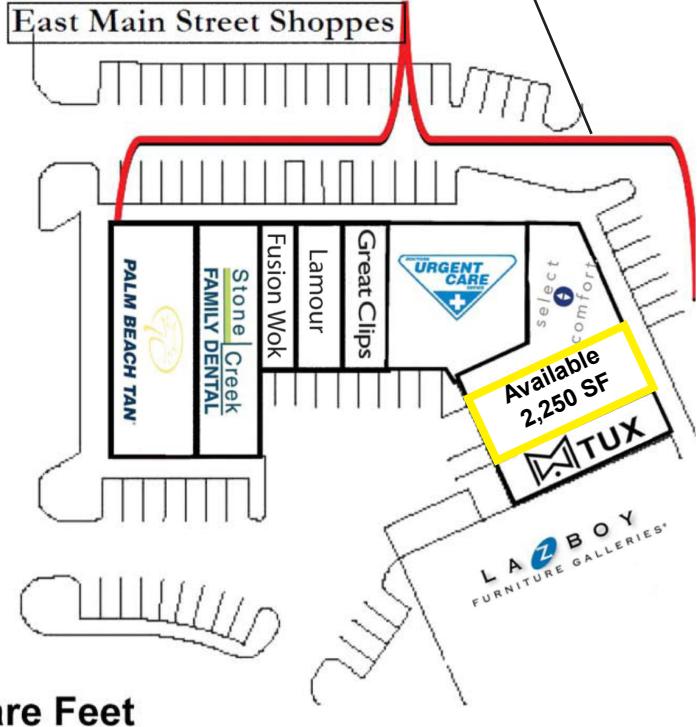 East Main Street Shoppes
PALM BEACH TAN
Stone Creek
FAMILY DENTAL
Fusion Wok
Lamour
Great Clips
URGENT
CARE
select
comfort
Available
2,250 SF
TUX
LA Z BOY
FURNITURE GALLERIES
are Feet